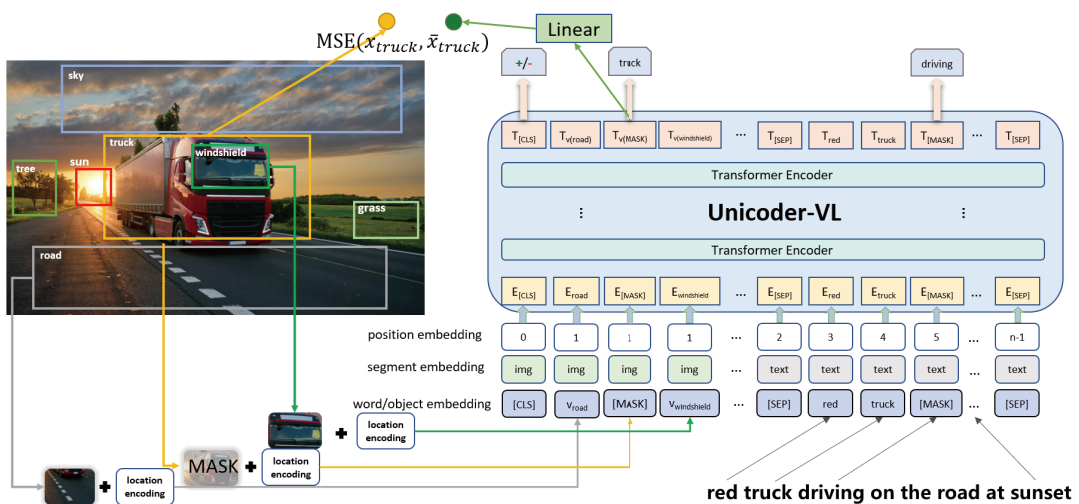 MSE(x_truck, x̄_truck)
Linear
+/-
truck
driving
sky
truck
windshield
tree
sun
grass
road
T[CLS] Tv(road) Tv(MASK) Tv(windshield) ... T[SEP] Tred Ttruck T[MASK] ... T[SEP]
Transformer Encoder
Unicoder-VL
Transformer Encoder
E[CLS] Eroad E[MASK] Ewindshield ... E[SEP] Ered Etruck E[MASK] ... E[SEP]
position embedding 0 1 1 1 ... 2 3 4 5 ... n-1
segment embedding img img img img ... text text text text ... text
word/object embedding [CLS] vroad [MASK] vwindshield ... [SEP] red truck [MASK] ... [SEP]
+ location encoding
MASK + location encoding
+ location encoding
red truck driving on the road at sunset